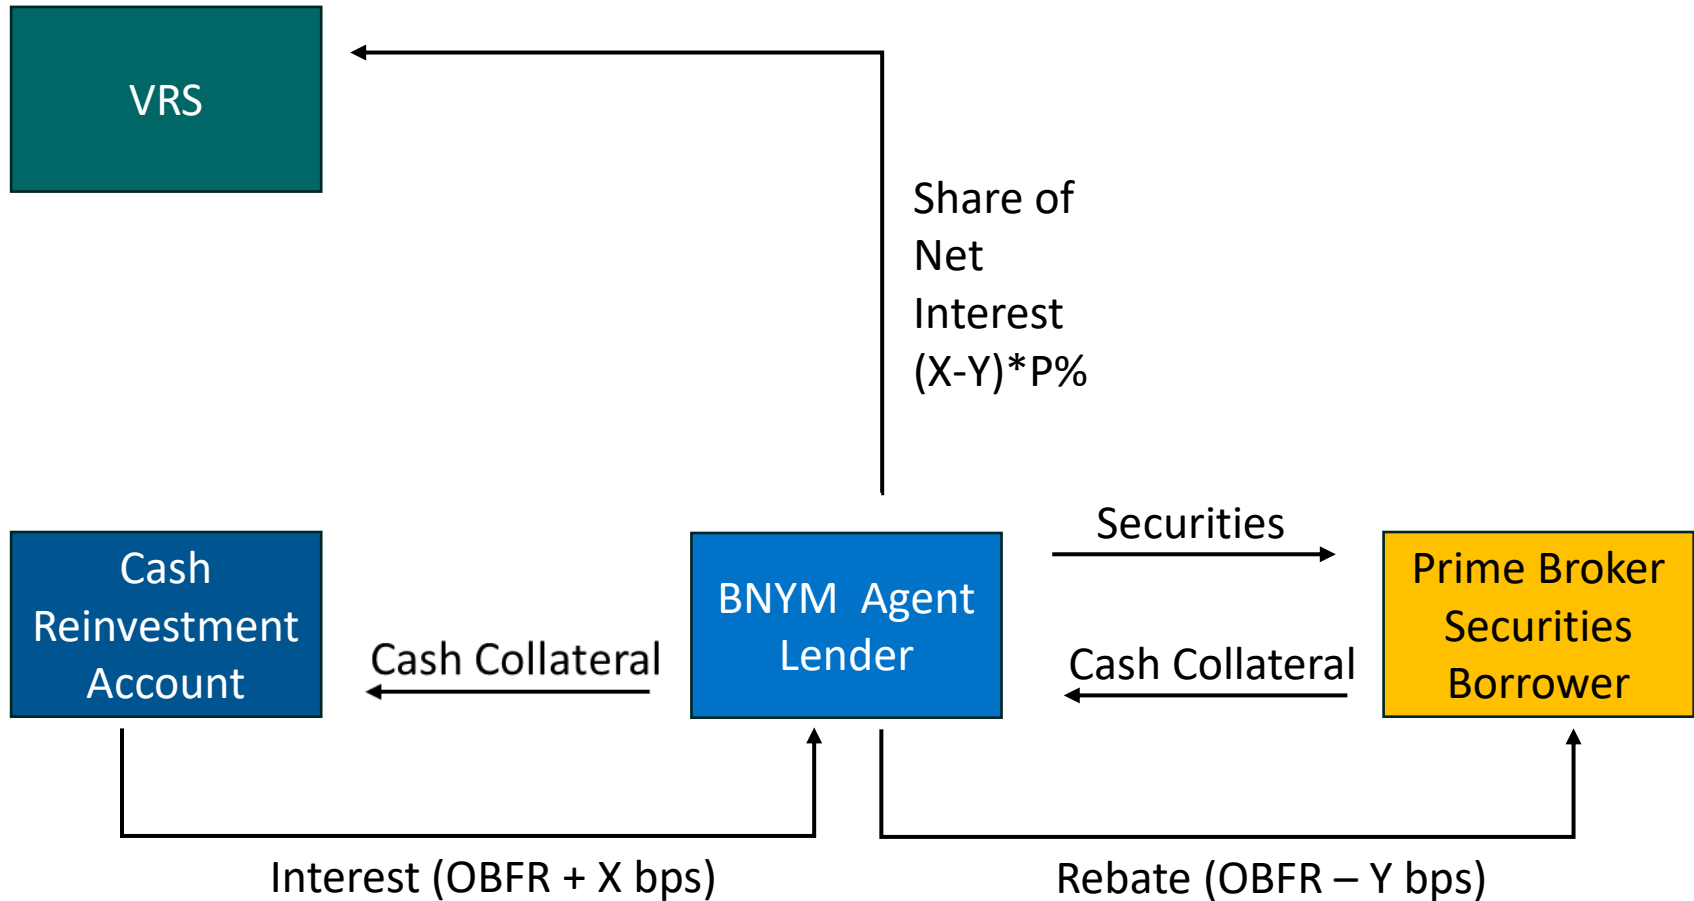 VRS
Share of
Net
Interest
(X-Y)*P%
Securities
Cash
Reinvestment
Account
Cash Collateral
BNYM  Agent
Lender
Cash Collateral
Prime Broker
Securities
Borrower
Interest (OBFR + X bps)
Rebate (OBFR – Y bps)